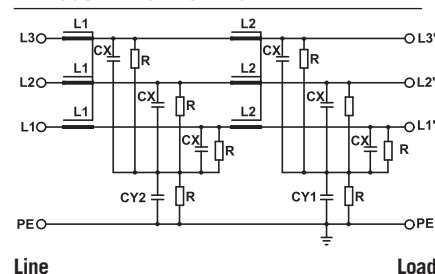 L1 L2
L3 CX R CX R L3'
L1 L2
L2 CX R CX R L2'
L1 L2
L1 CX R CX R L1'
CY2 R CY1 R
PE PE
Line Load